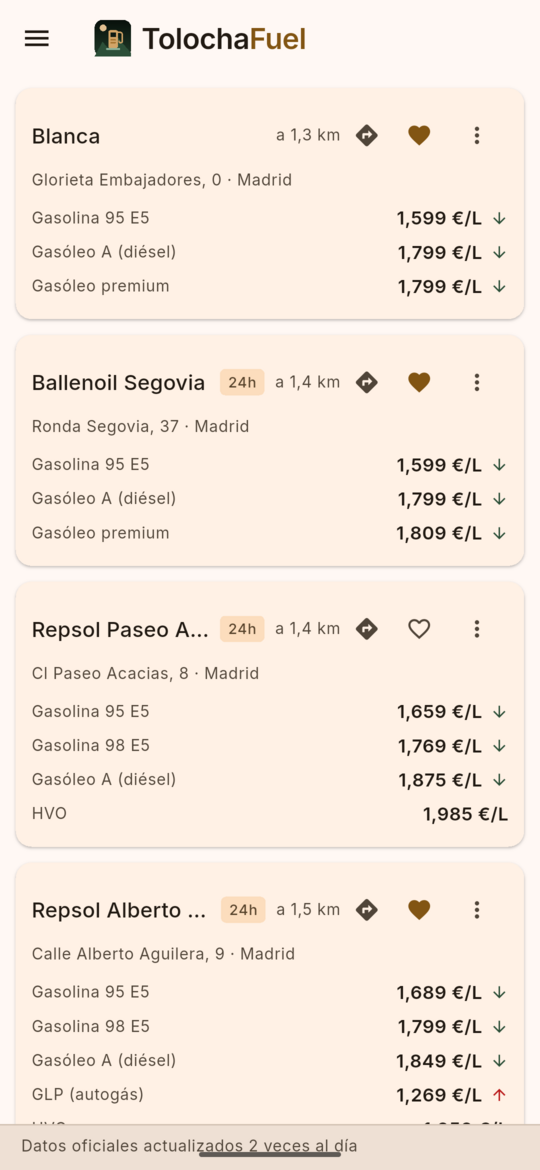 TolochaFuel
Blanca a 1,3 km
Glorieta Embajadores, 0 · Madrid
Gasolina 95 E5 1,599 €/L ↓
Gasóleo A (diésel) 1,799 €/L ↓
Gasóleo premium 1,799 €/L ↓
Ballenoil Segovia 24h a 1,4 km
Ronda Segovia, 37 · Madrid
Gasolina 95 E5 1,599 €/L ↓
Gasóleo A (diésel) 1,799 €/L ↓
Gasóleo premium 1,809 €/L ↓
Repsol Paseo A... 24h a 1,4 km
Cl Paseo Acacias, 8 · Madrid
Gasolina 95 E5 1,659 €/L ↓
Gasolina 98 E5 1,769 €/L ↓
Gasóleo A (diésel) 1,875 €/L ↓
HVO 1,985 €/L
Repsol Alberto ... 24h a 1,5 km
Calle Alberto Aguilera, 9 · Madrid
Gasolina 95 E5 1,689 €/L ↓
Gasolina 98 E5 1,799 €/L ↓
Gasóleo A (diésel) 1,849 €/L ↓
GLP (autogás) 1,269 €/L ↑
Datos oficiales actualizados 2 veces al día